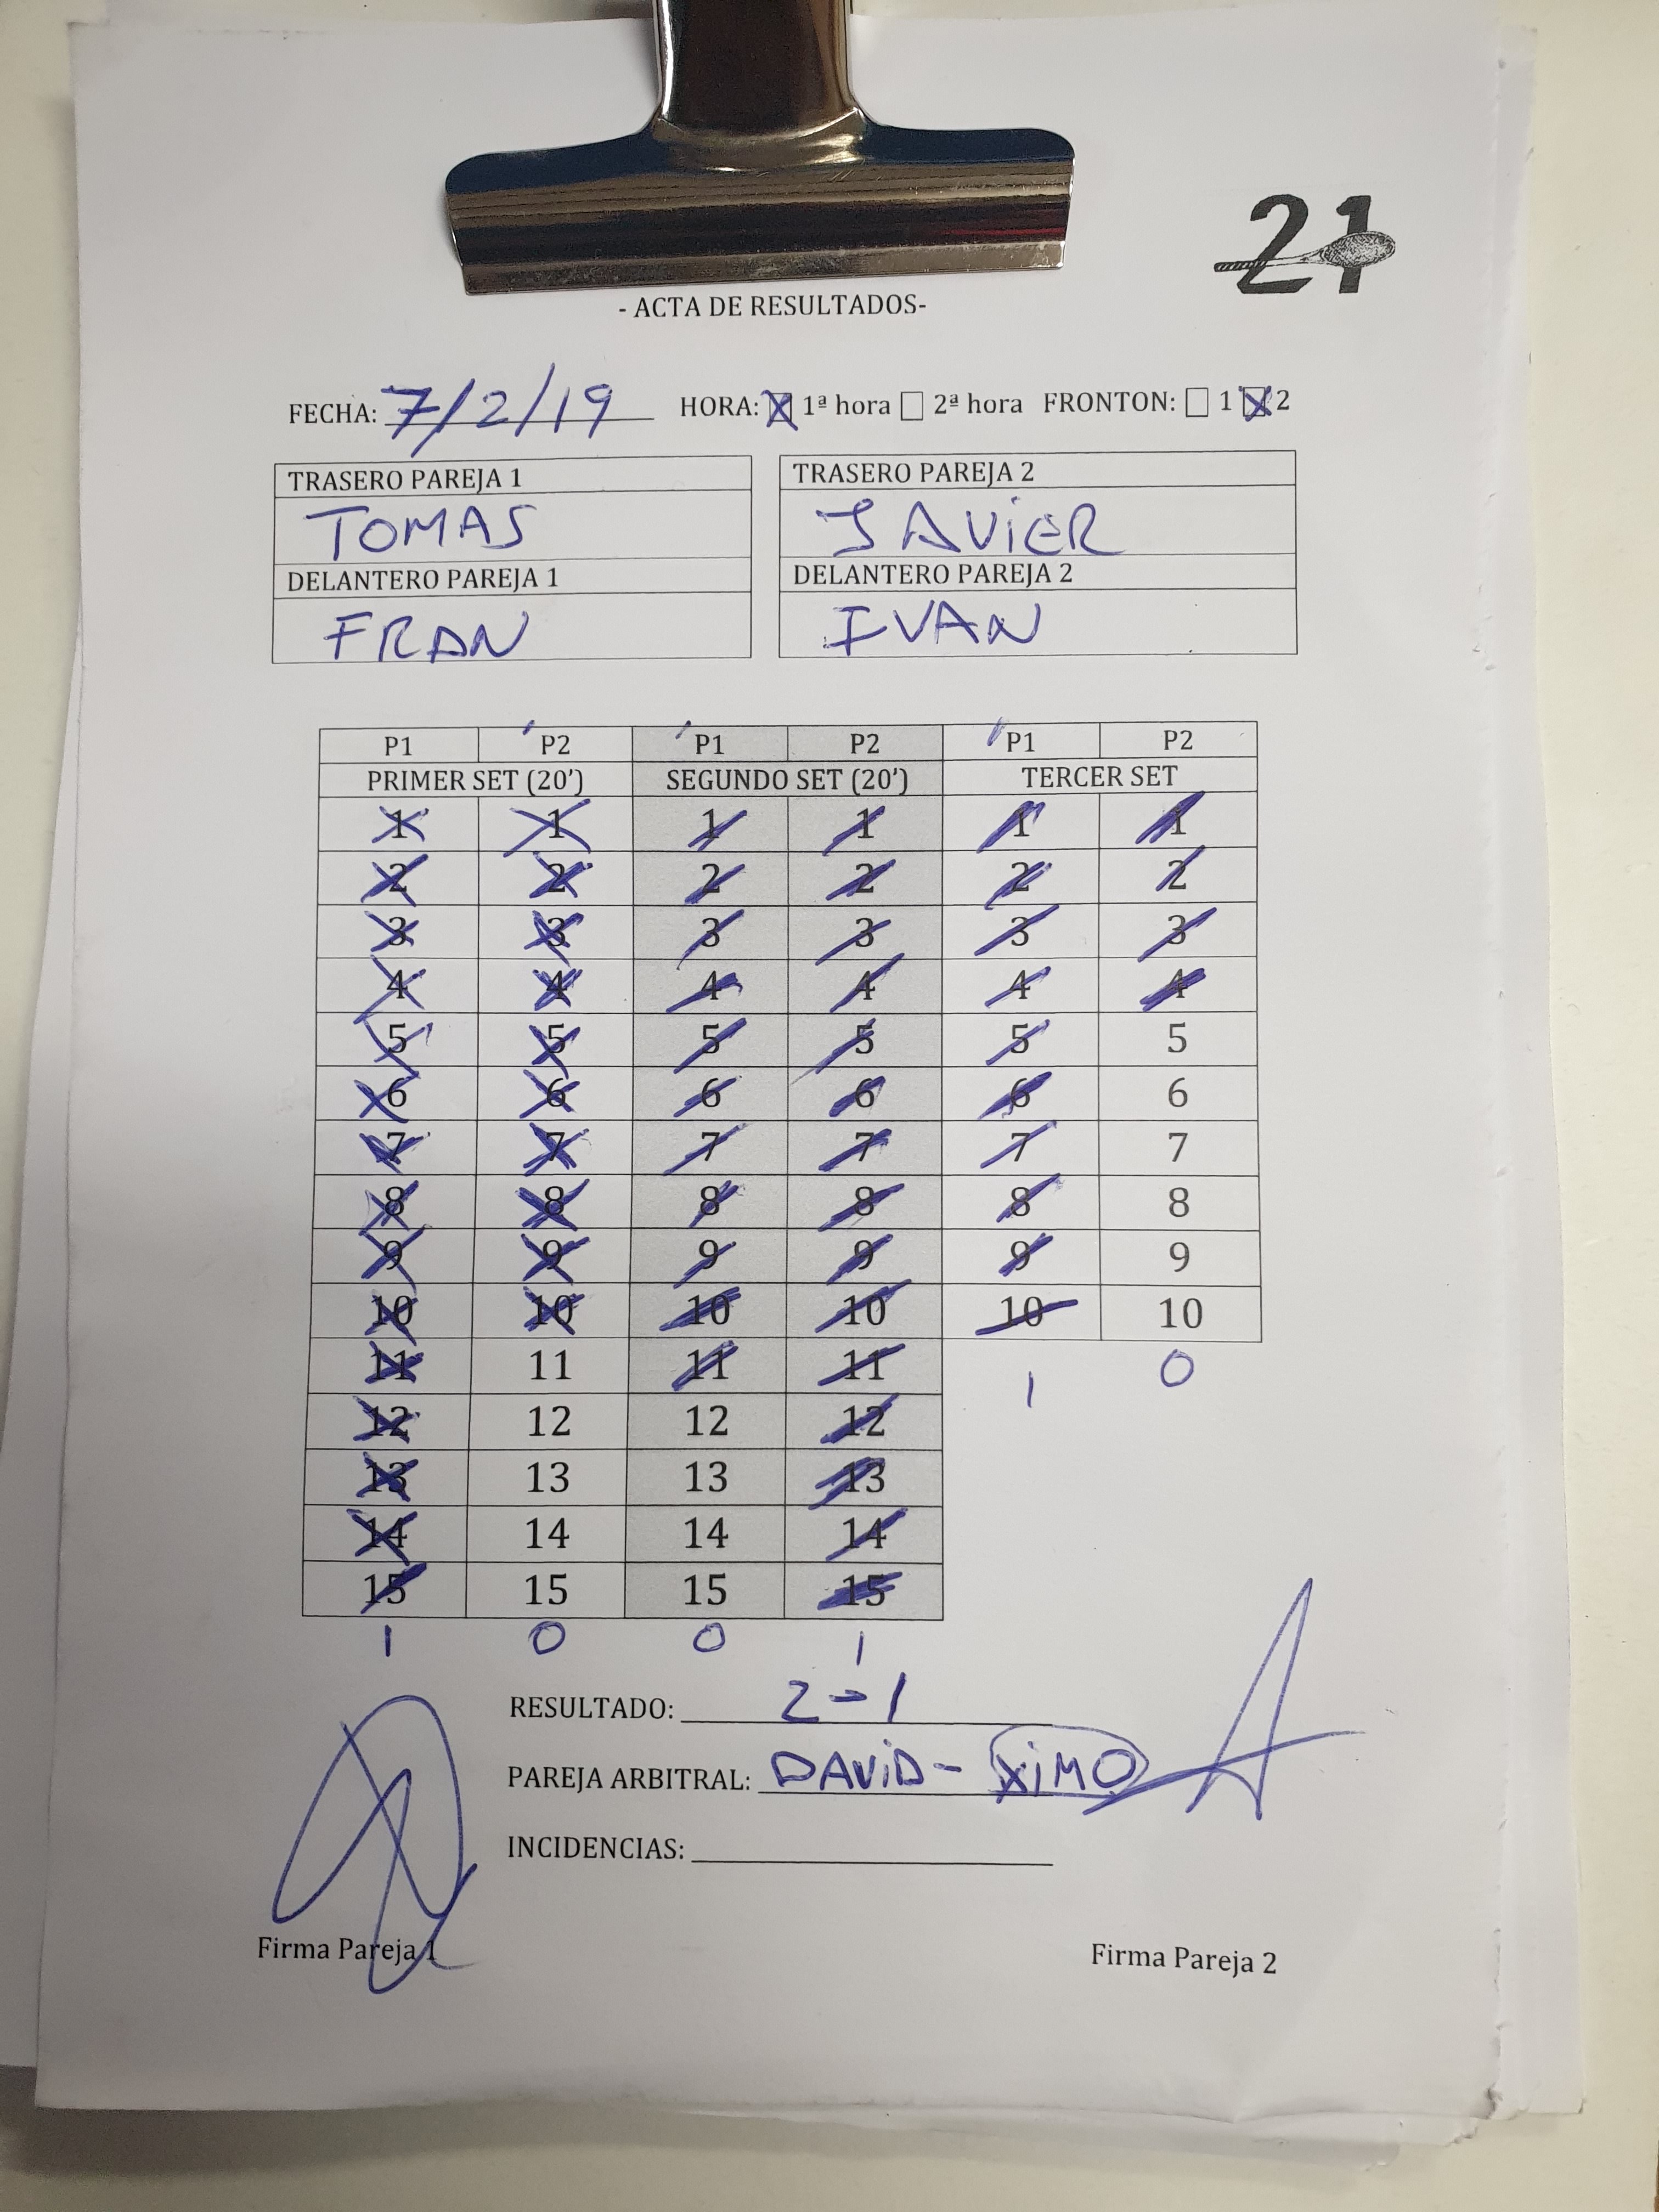 21
- ACTA DE RESULTADOS-
FECHA: 7/2/19 HORA: 1ª hora 2ª hora FRONTON: 1 2
TRASERO PAREJA 1 TRASERO PAREJA 2
TOMAS JAVIER
DELANTERO PAREJA 1 DELANTERO PAREJA 2
FRAN IVAN
P1 P2 P1 P2 P1 P2
PRIMER SET (20') SEGUNDO SET (20') TERCER SET
1 1 1 1 1 1
2 2 2 2 2 2
3 3 3 3 3 3
4 4 4 4 4 4
5 5 5 5 5 5
6 6 6 6 6 6
7 7 7 7 7 7
8 8 8 8 8 8
9 9 9 9 9 9
10 10 10 10 10 10
11 11 11 11 1 0
12 12 12 12
13 13 13 13
14 14 14 14
15 15 15 15
1 0 0 1
RESULTADO: 2-1
PAREJA ARBITRAL: DAVID - XIMO
INCIDENCIAS:
Firma Pareja 1 Firma Pareja 2